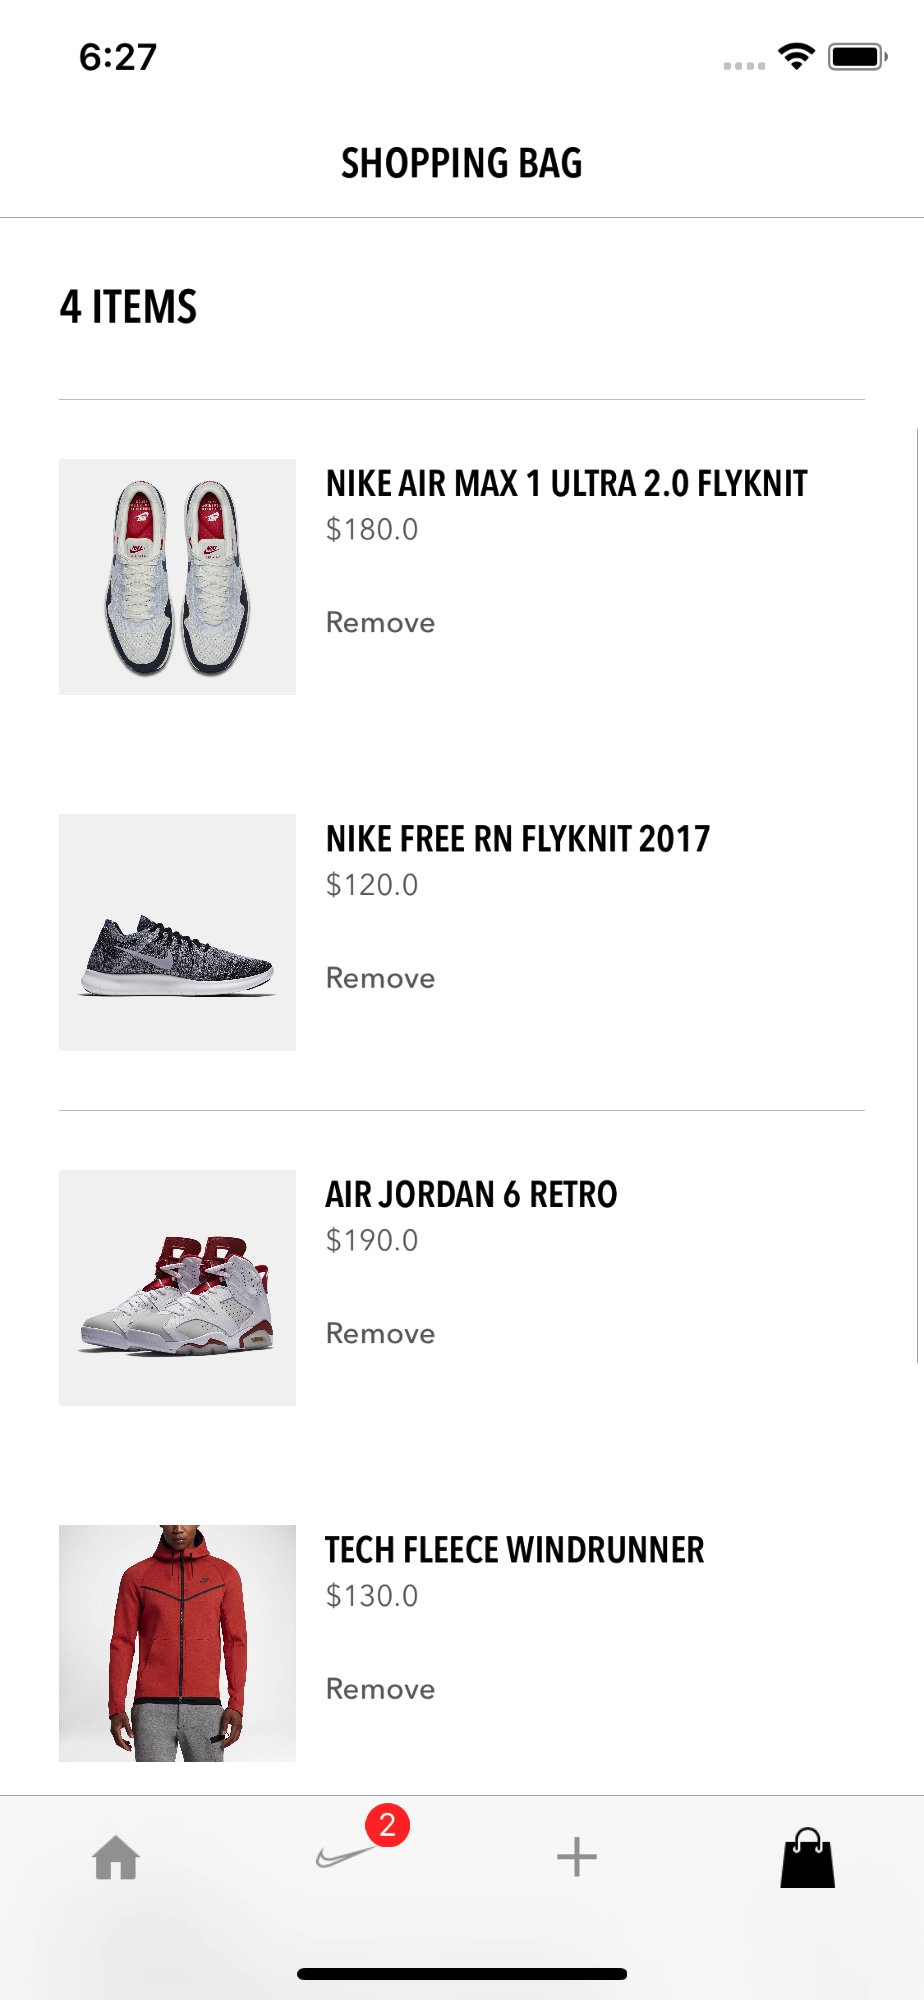 6:27
SHOPPING BAG
4 ITEMS
NIKE AIR MAX 1 ULTRA 2.0 FLYKNIT
$180.0
Remove
NIKE FREE RN FLYKNIT 2017
$120.0
Remove
AIR JORDAN 6 RETRO
$190.0
Remove
TECH FLEECE WINDRUNNER
$130.0
Remove
2